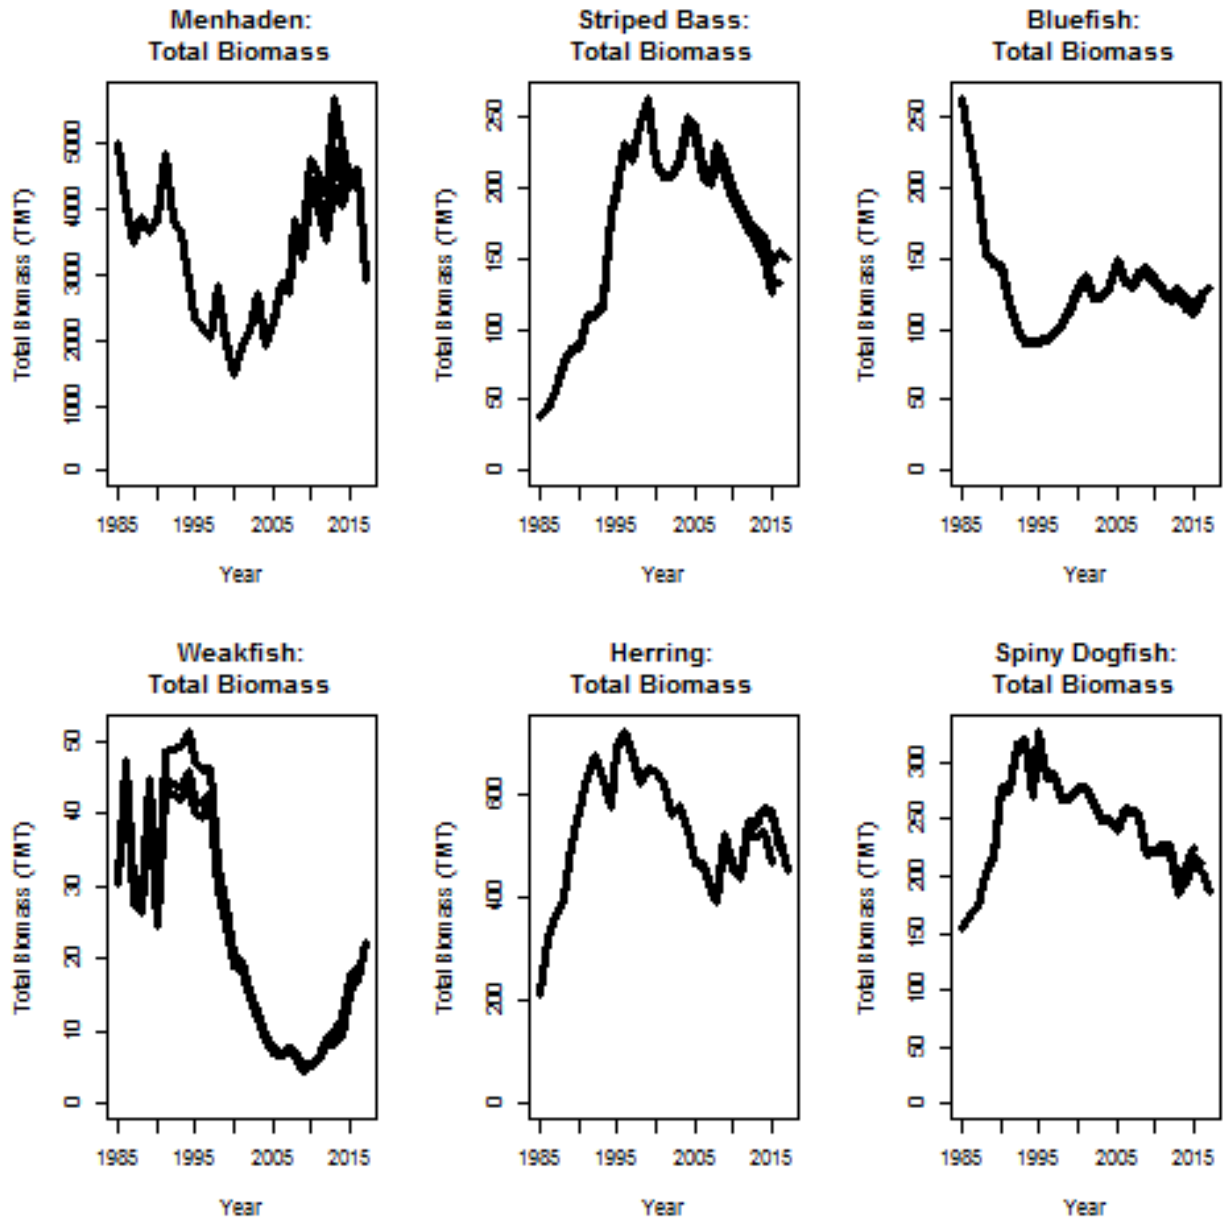 Menhaden:
Total Biomass
Total Biomass (TMT)
5000
4000
3000
2000
1000
0
1985 1995 2005 2015
Year
Striped Bass:
Total Biomass
Total Biomass (TMT)
250
200
150
100
50
0
1985 1995 2005 2015
Year
Bluefish:
Total Biomass
Total Biomass (TMT)
250
200
150
100
50
0
1985 1995 2005 2015
Year
Weakfish:
Total Biomass
Total Biomass (TMT)
50
40
30
20
10
0
1985 1995 2005 2015
Year
Herring:
Total Biomass
Total Biomass (TMT)
600
400
200
0
1985 1995 2005 2015
Year
Spiny Dogfish:
Total Biomass
Total Biomass (TMT)
300
250
200
150
100
50
0
1985 1995 2005 2015
Year